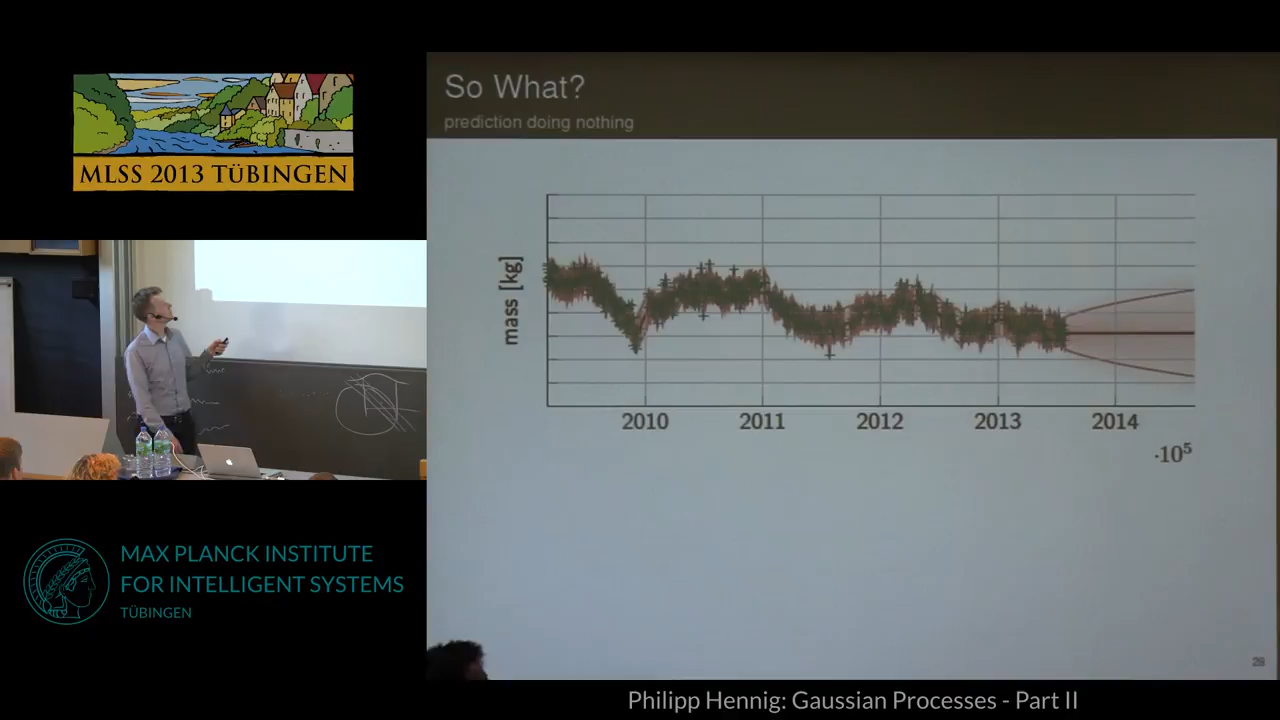 MLSS 2013 TÜBINGEN
MAX PLANCK INSTITUTE
FOR INTELLIGENT SYSTEMS
TÜBINGEN
So What?
prediction doing nothing
mass [kg]
2010 2011 2012 2013 2014
·10⁵
28
Philipp Hennig: Gaussian Processes - Part II